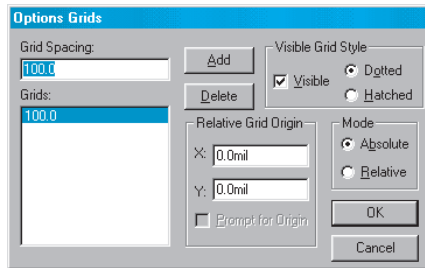 Options Grids
Grid Spacing:
100.0
Grids:
100.0
Add
Delete
Visible Grid Style
Visible
Dotted
Hatched
Relative Grid Origin
X: 0.0mil
Y: 0.0mil
Prompt for Origin
Mode
Absolute
Relative
OK
Cancel